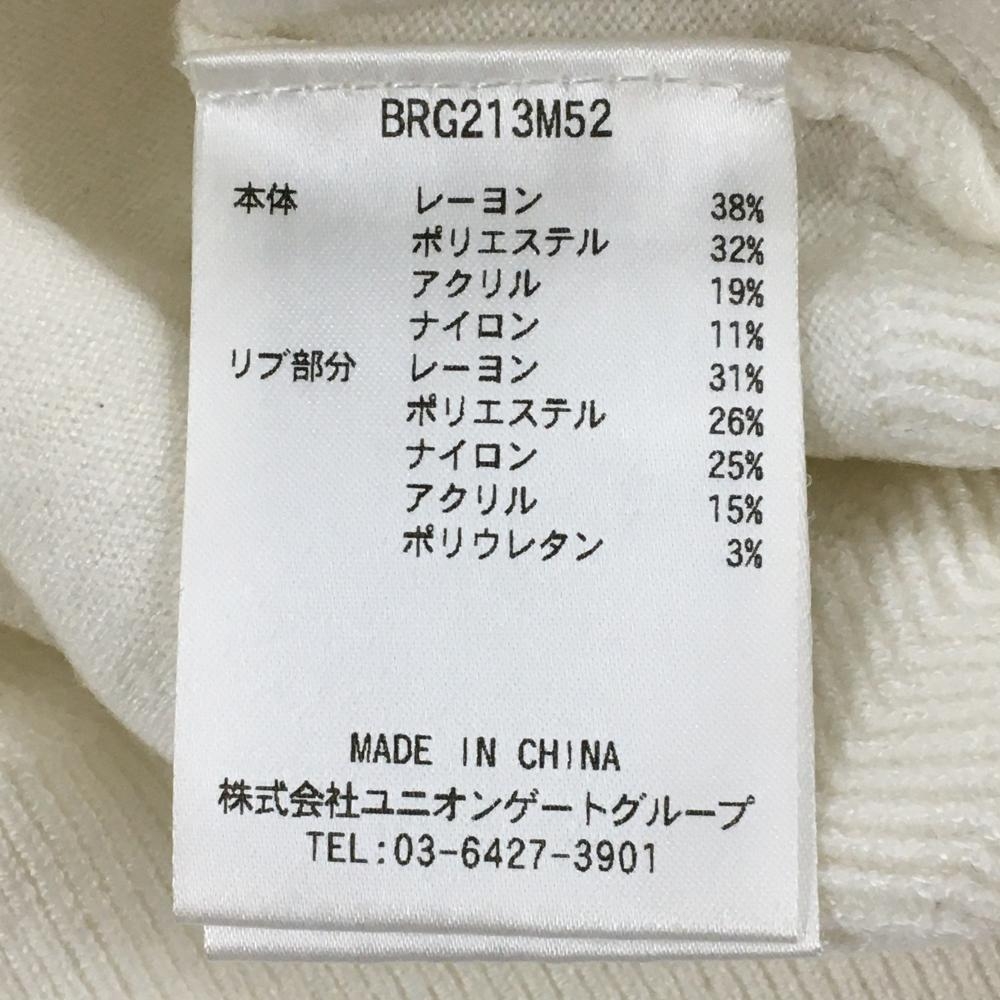 BRG213M52
本体 レーヨン 38%
ポリエステル 32%
アクリル 19%
ナイロン 11%
リブ部分 レーヨン 31%
ポリエステル 26%
ナイロン 25%
アクリル 15%
ポリウレタン 3%
MADE IN CHINA
株式会社ユニオンゲートグループ
TEL:03-6427-3901